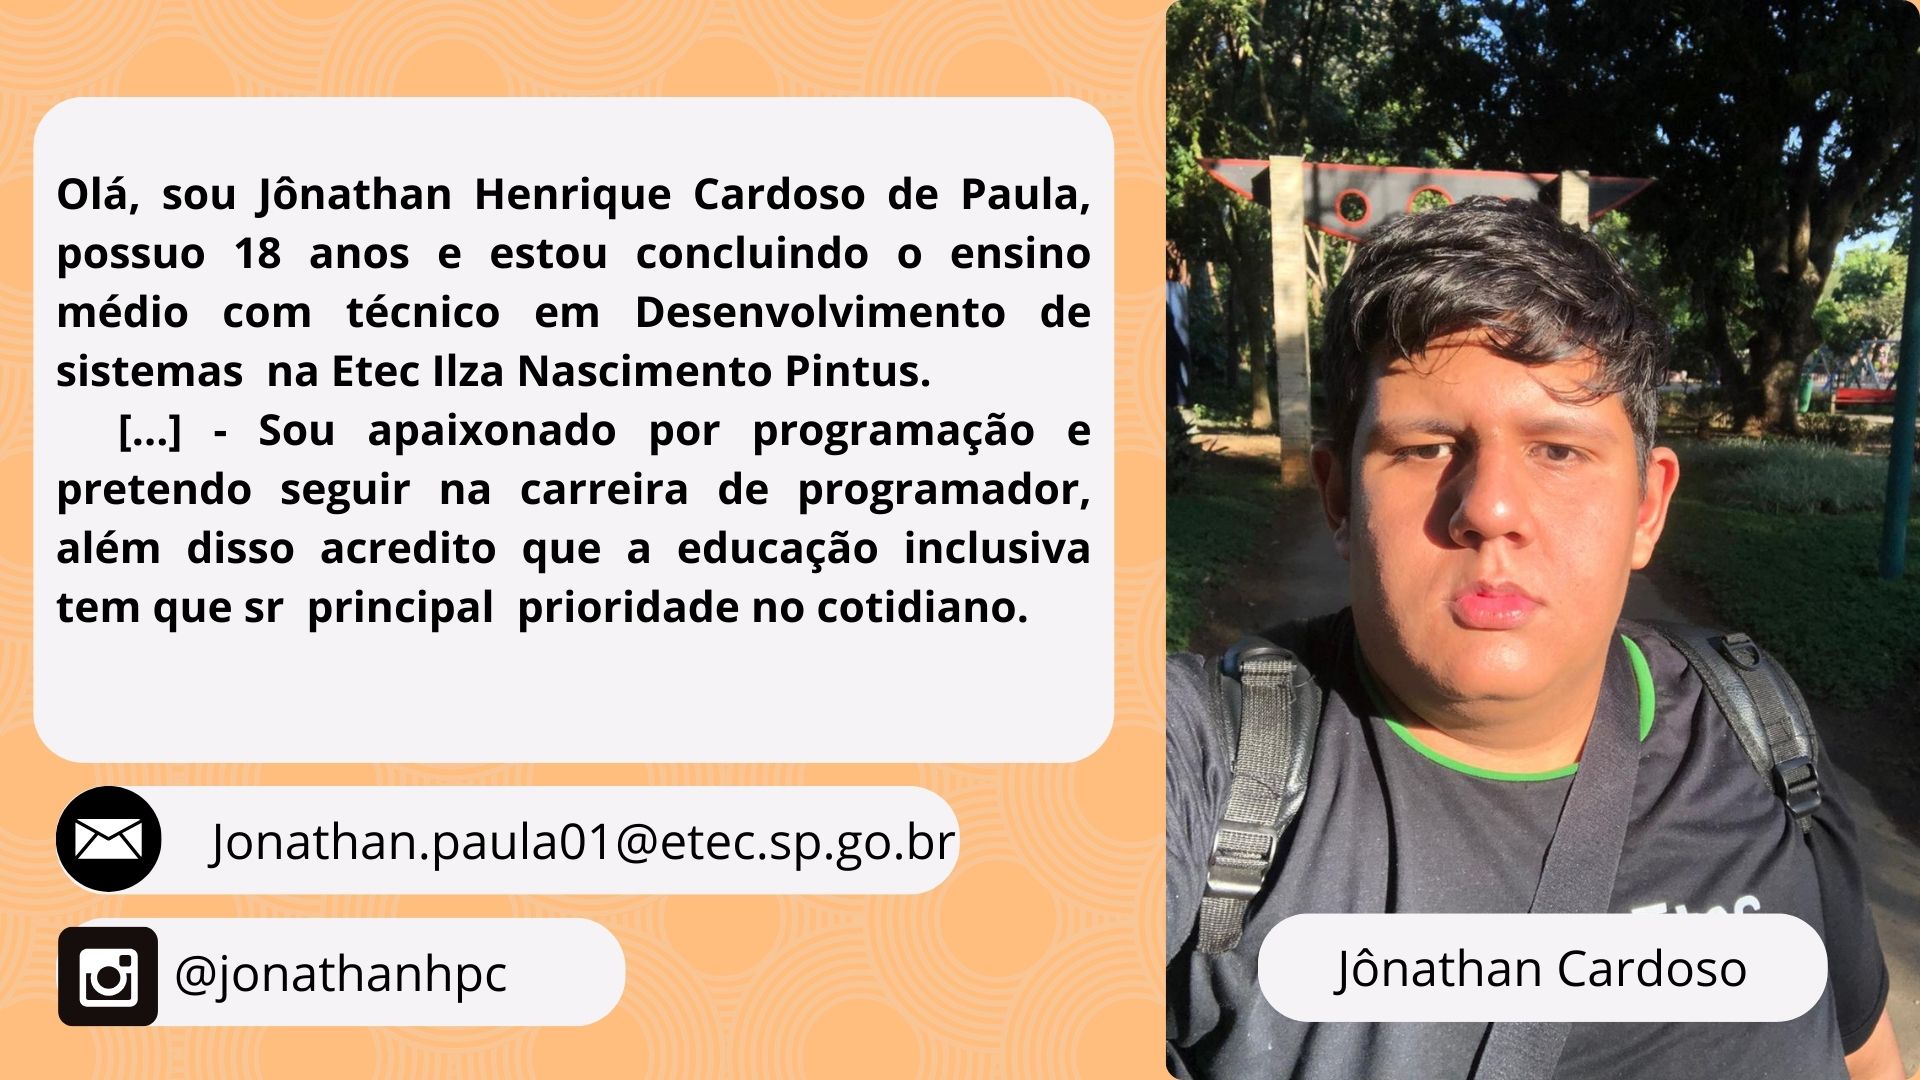 Olá, sou Jônathan Henrique Cardoso de Paula,
possuo 18 anos e estou concluindo o ensino
médio com técnico em Desenvolvimento de
sistemas na Etec Ilza Nascimento Pintus.
[...] - Sou apaixonado por programação e
pretendo seguir na carreira de programador,
além disso acredito que a educação inclusiva
tem que sr principal prioridade no cotidiano.
Jonathan.paula01@etec.sp.go.br
@jonathanhpc
Jônathan Cardoso